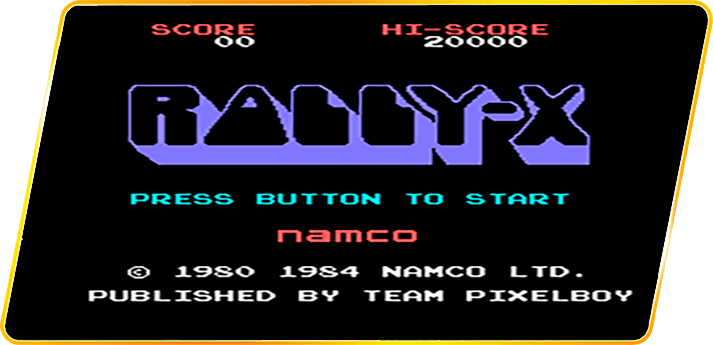 SCORE HI-SCORE
00 20000
RALLY-X
PRESS BUTTON TO START
namco
© 1980 1984 NAMCO LTD.
PUBLISHED BY TEAM PIXELBOY